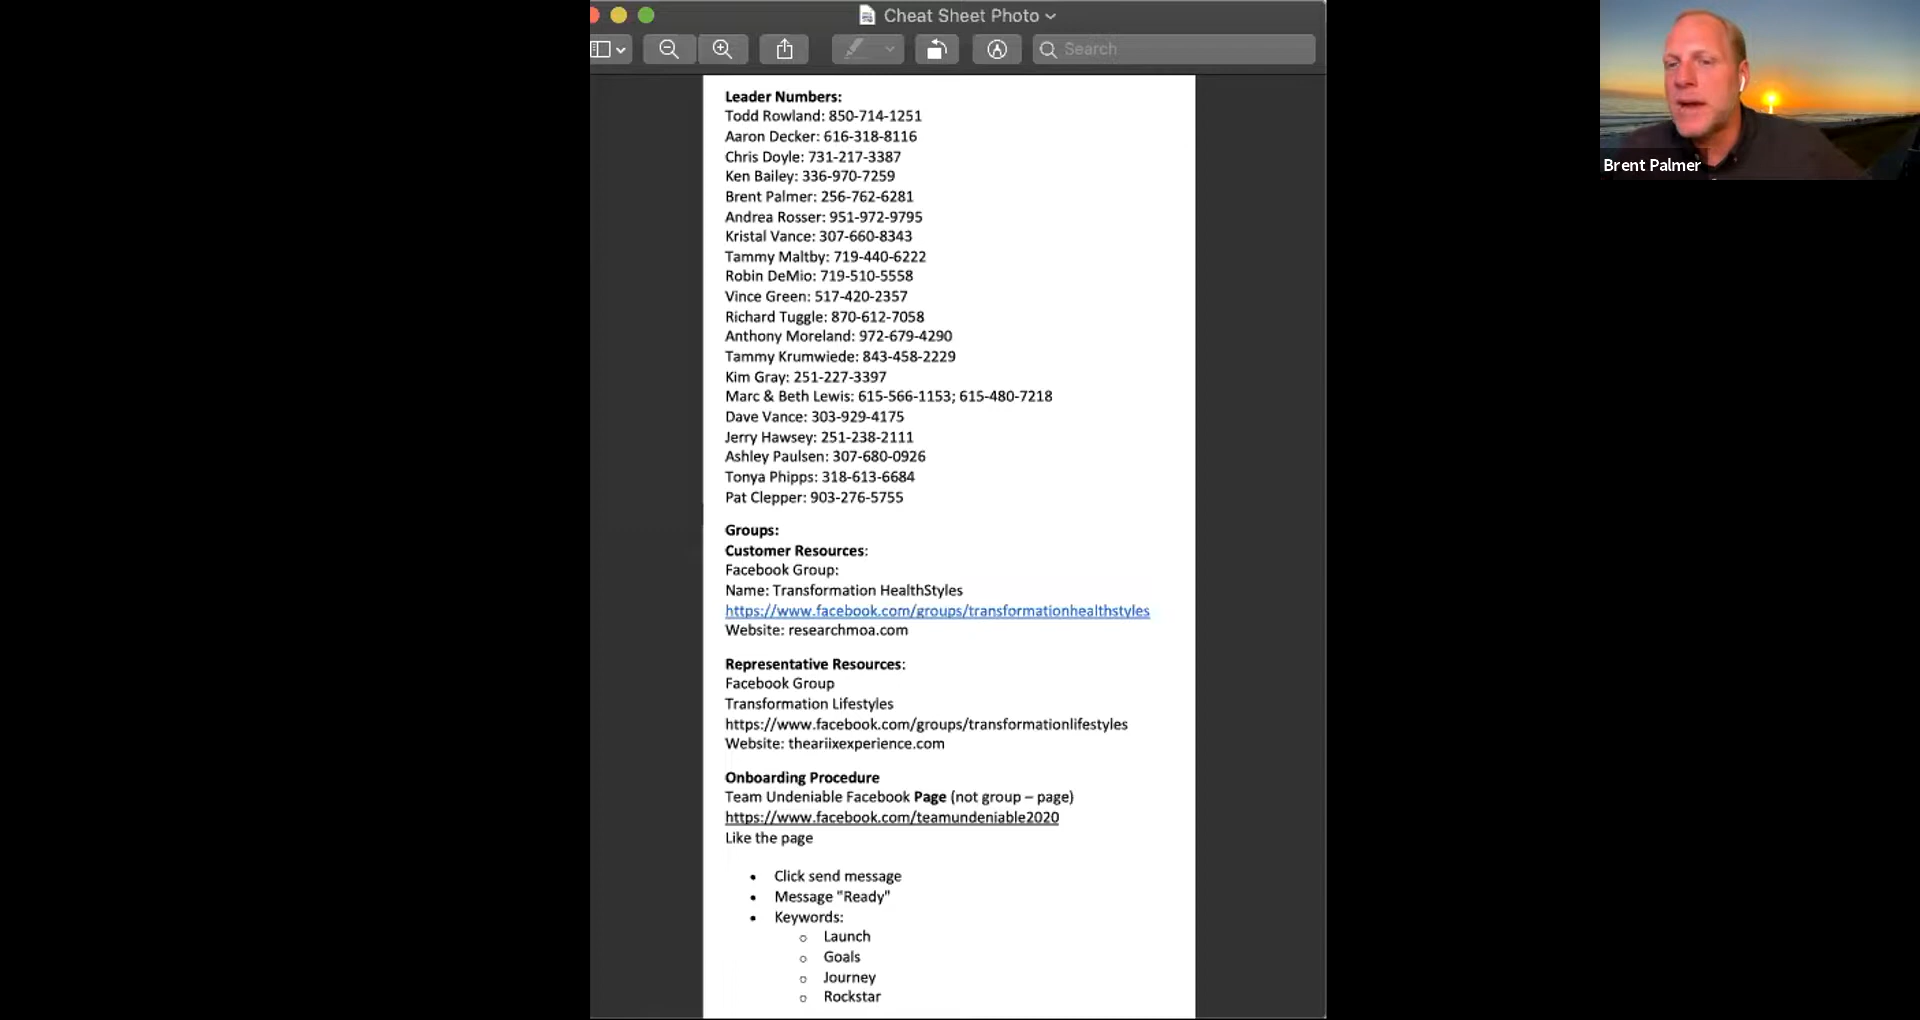 Cheat Sheet Photo
Search
Leader Numbers:
Todd Rowland: 850-714-1251
Aaron Decker: 616-318-8116
Chris Doyle: 731-217-3387
Ken Bailey: 336-970-7259
Brent Palmer: 256-762-6281
Andrea Rosser: 951-972-9795
Kristal Vance: 307-660-8343
Tammy Maltby: 719-440-6222
Robin DeMio: 719-510-5558
Vince Green: 517-420-2357
Richard Tuggle: 870-612-7058
Anthony Moreland: 972-679-4290
Tammy Krumwiede: 843-458-2229
Kim Gray: 251-227-3397
Marc & Beth Lewis: 615-566-1153; 615-480-7218
Dave Vance: 303-929-4175
Jerry Hawsey: 251-238-2111
Ashley Paulsen: 307-680-0926
Tonya Phipps: 318-613-6684
Pat Clepper: 903-276-5755
Groups:
Customer Resources:
Facebook Group:
Name: Transformation HealthStyles
https://www.facebook.com/groups/transformationhealthstyles
Website: researchmoa.com
Representative Resources:
Facebook Group
Transformation Lifestyles
https://www.facebook.com/groups/transformationlifestyles
Website: theariixexperience.com
Onboarding Procedure
Team Undeniable Facebook Page (not group – page)
https://www.facebook.com/teamundeniable2020
Like the page
• Click send message
• Message "Ready"
• Keywords:
o Launch
o Goals
o Journey
o Rockstar
Brent Palmer